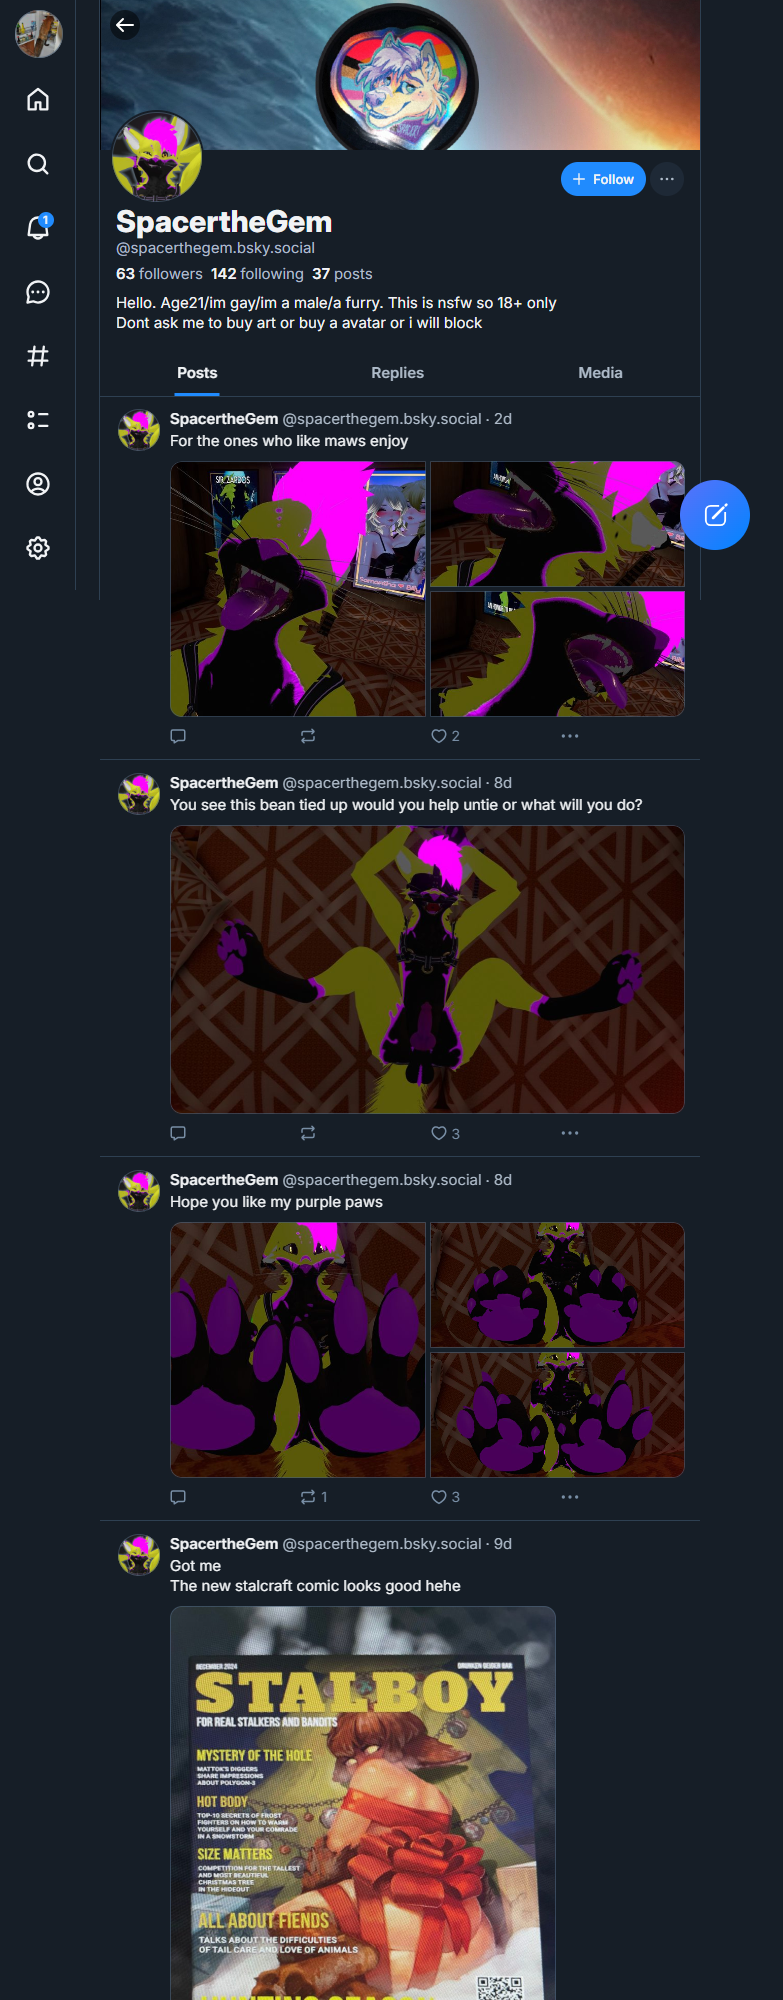 SpacertheGem
@spacerthegem.bsky.social
63 followers 142 following 37 posts
Hello. Age21/im gay/im a male/a furry. This is nsfw so 18+ only
Dont ask me to buy art or buy a avatar or i will block
+ Follow
1
Posts Replies Media
SpacertheGem @spacerthegem.bsky.social · 2d
For the ones who like maws enjoy
2
SpacertheGem @spacerthegem.bsky.social · 8d
You see this bean tied up would you help untie or what will you do?
3
SpacertheGem @spacerthegem.bsky.social · 8d
Hope you like my purple paws
1 3
SpacertheGem @spacerthegem.bsky.social · 9d
Got me
The new stalcraft comic looks good hehe
DECEMBER 2024
STALBOY
FOR REAL STALKERS AND BANDITS
MYSTERY OF THE HOLE
MATTOK'S DIGGERS
SHARE IMPRESSIONS
ABOUT POLYGON-3
HOT BODY
TOP-10 SECRETS OF FROST
FIGHTERS ON HOW TO WARM
YOURSELF AND YOUR COMRADE
IN A SNOWSTORM
SIZE MATTERS
COMPETITION FOR THE TALLEST
AND MOST BEAUTIFUL
CHRISTMAS TREE
IN THE HIDEOUT
ALL ABOUT FIENDS
TALKS ABOUT THE DIFFICULTIES
OF TAIL CARE AND LOVE OF ANIMALS